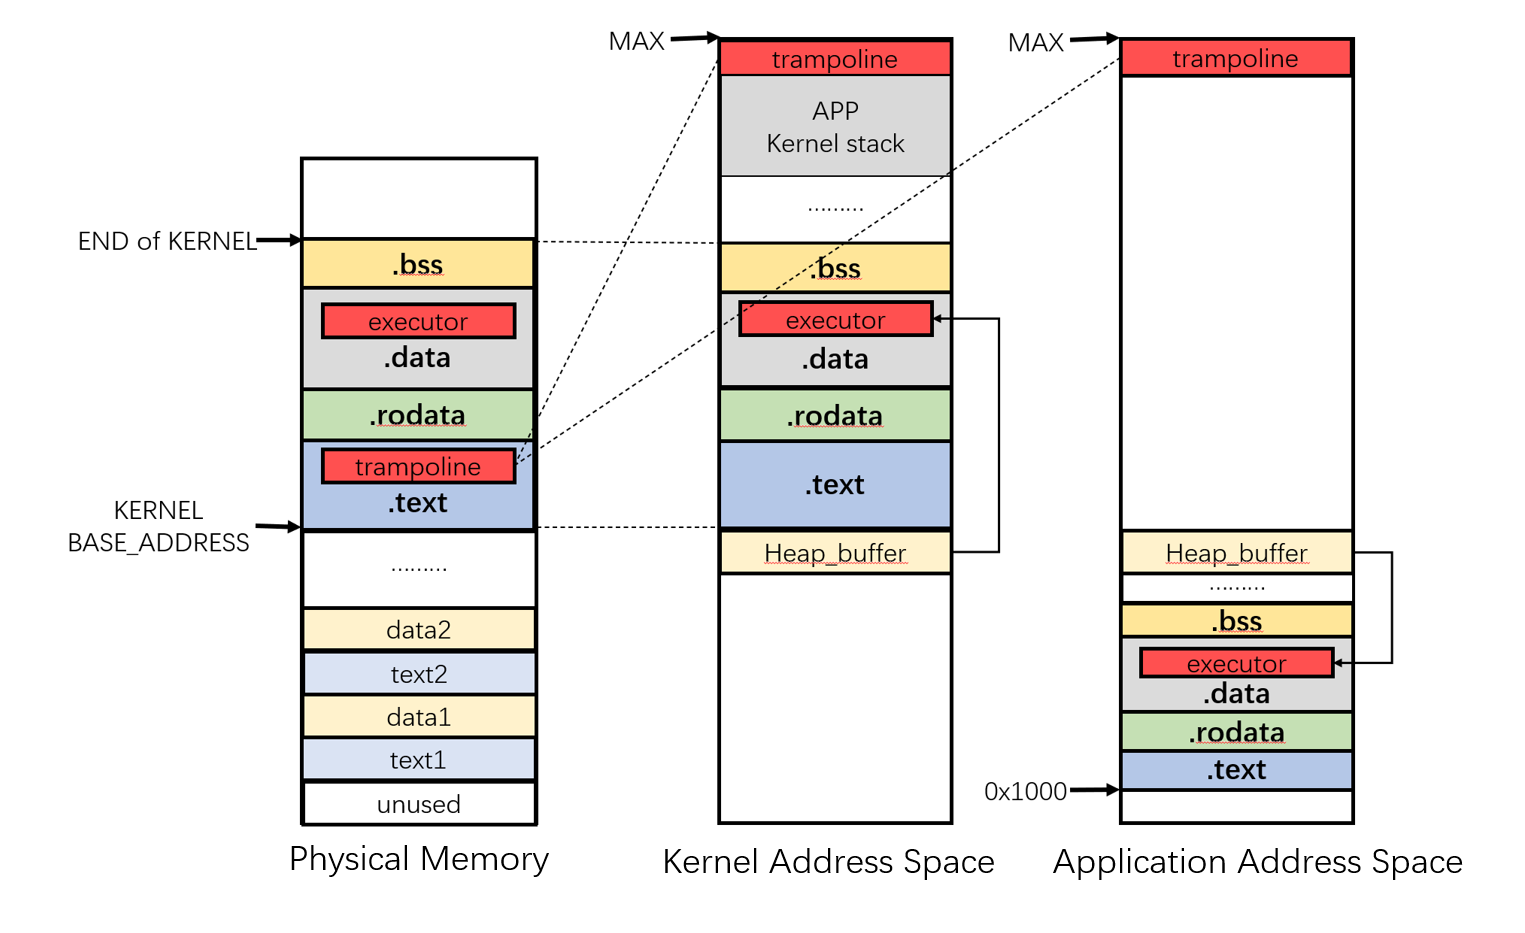 END of KERNEL
.bss
executor
.data
.rodata
trampoline
.text
KERNEL
BASE_ADDRESS
.........
data2
text2
data1
text1
unused
Physical Memory
MAX
trampoline
APP
Kernel stack
.........
.bss
executor
.data
.rodata
.text
Heap_buffer
Kernel Address Space
MAX
trampoline
Heap_buffer
.........
.bss
executor
.data
.rodata
.text
0x1000
Application Address Space